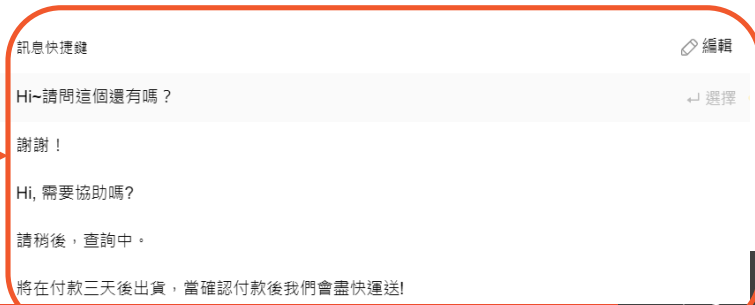 訊息快捷鍵 編輯
Hi~請問這個還有嗎？ 選擇
謝謝！
Hi, 需要協助嗎?
請稍後，查詢中。
將在付款三天後出貨，當確認付款後我們會盡快運送!